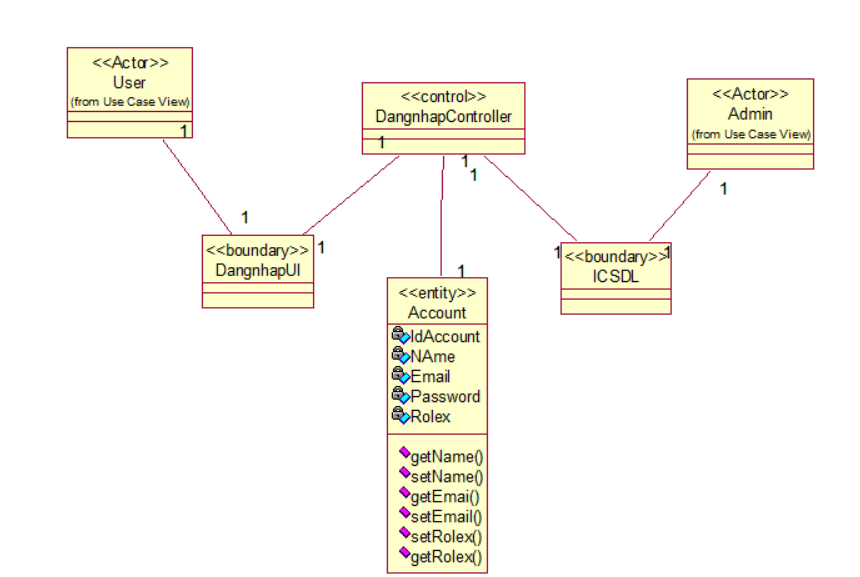 <<Actor>>
User
(from Use Case View)
1
1
<<control>>
DangnhapController
1
1
1
<<Actor>>
Admin
(from Use Case View)
1
<<boundary>>
DangnhapUI
1
1
<<boundary>>
ICSDL
1
1
<<entity>>
Account
IdAccount
NAme
Email
Password
Rolex
getName()
setName()
getEmai()
setEmail()
setRolex()
getRolex()